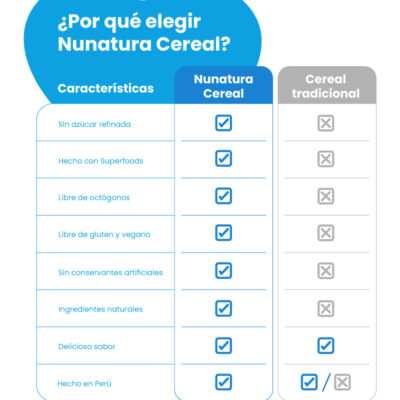 ¿Por qué elegir
Nunatura Cereal?
Características
Nunatura
Cereal
Cereal
tradicional
Sin azúcar refinada
Hecho con Superfoods
Libre de octógonos
Libre de gluten y vegano
Sin conservantes artificiales
Ingredientes naturales
Delicioso sabor
Hecho en Perú
/